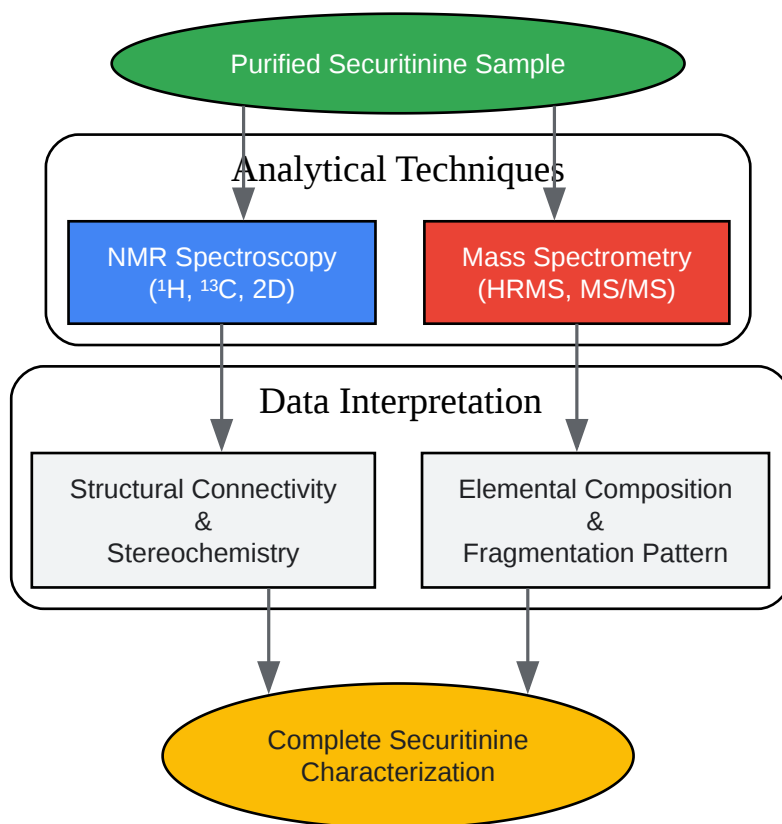 Purified Securitinine Sample
Analytical Techniques
NMR Spectroscopy
(¹H, ¹³C, 2D)
Mass Spectrometry
(HRMS, MS/MS)
Data Interpretation
Structural Connectivity
&
Stereochemistry
Elemental Composition
&
Fragmentation Pattern
Complete Securitinine
Characterization